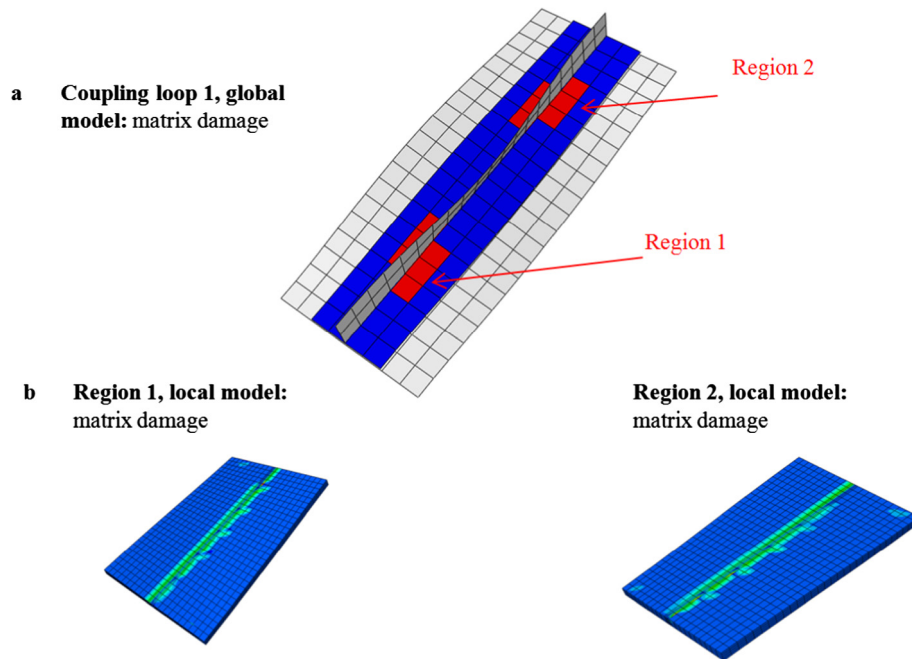 a Coupling loop 1, global
model: matrix damage
Region 2
Region 1
b Region 1, local model:
matrix damage
Region 2, local model:
matrix damage